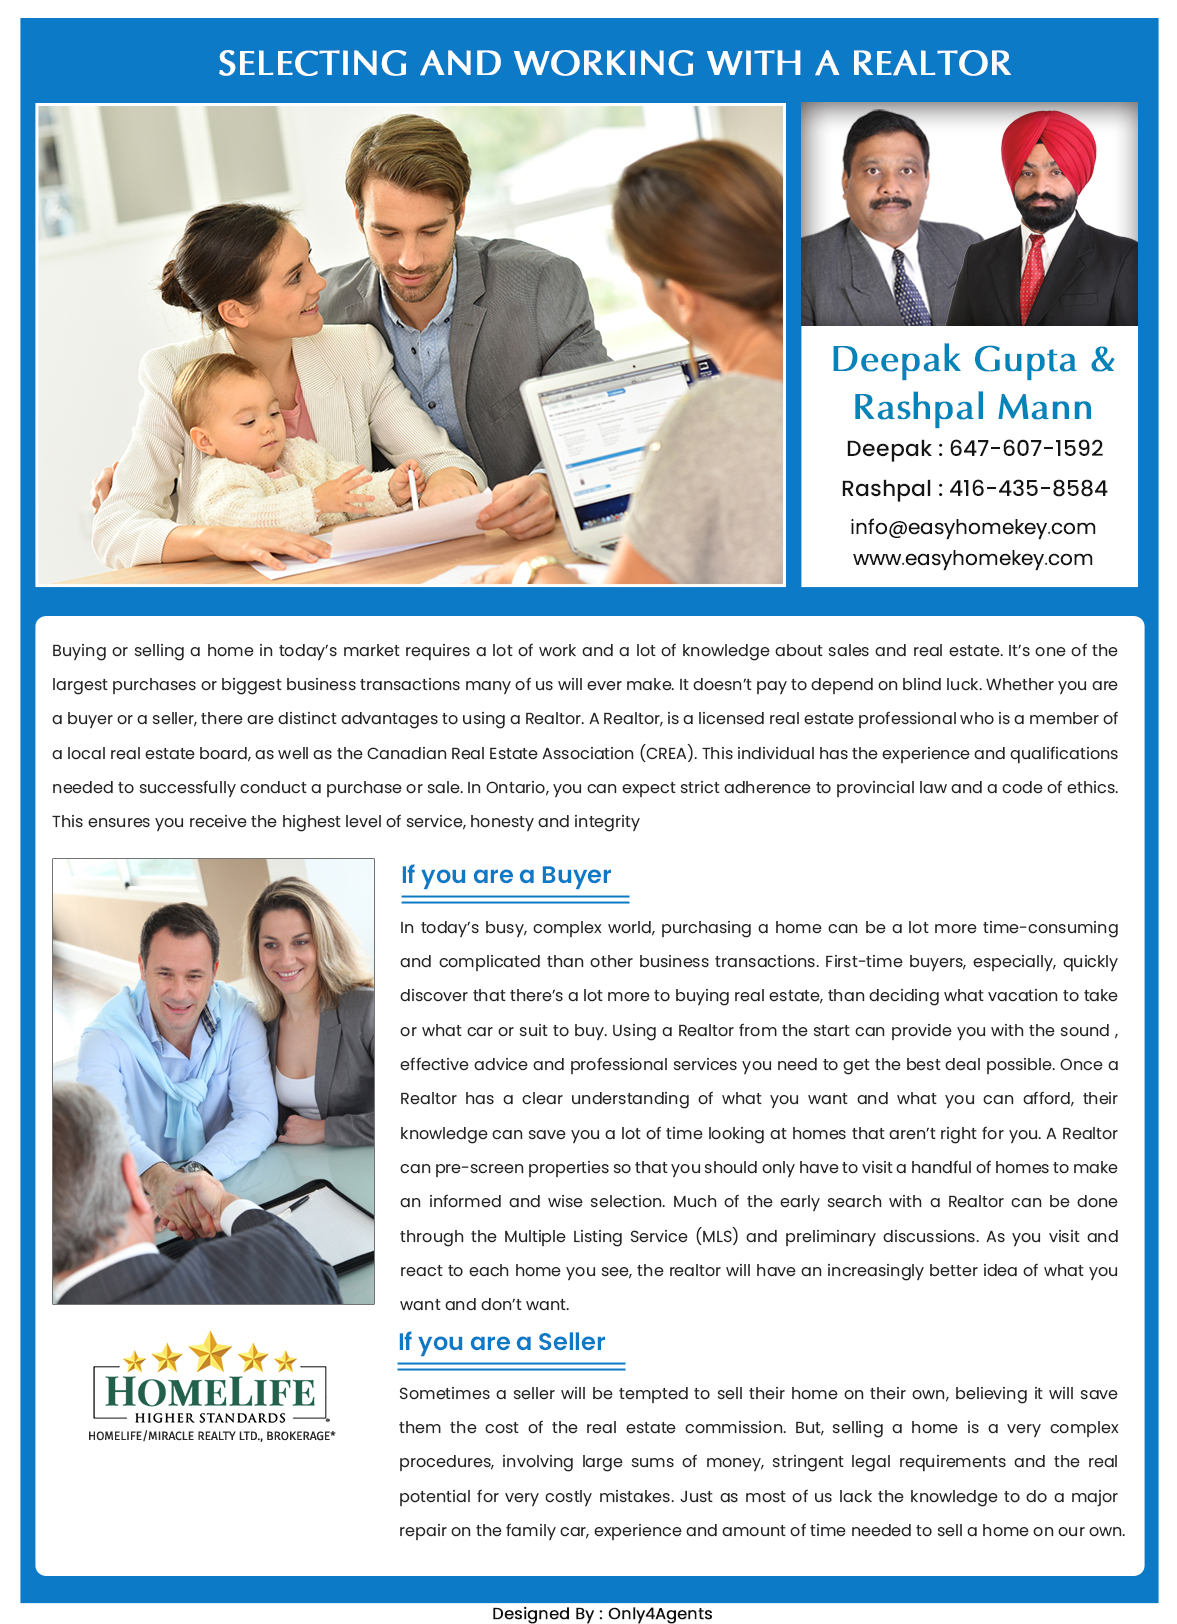 SELECTING AND WORKING WITH A REALTOR
Deepak Gupta &
Rashpal Mann
Deepak : 647-607-1592
Rashpal : 416-435-8584
info@easyhomekey.com
www.easyhomekey.com
Buying or selling a home in today’s market requires a lot of work and a lot of knowledge about sales and real estate. It’s one of the
largest purchases or biggest business transactions many of us will ever make. It doesn’t pay to depend on blind luck. Whether you are
a buyer or a seller, there are distinct advantages to using a Realtor. A Realtor, is a licensed real estate professional who is a member of
a local real estate board, as well as the Canadian Real Estate Association (CREA). This individual has the experience and qualifications
needed to successfully conduct a purchase or sale. In Ontario, you can expect strict adherence to provincial law and a code of ethics.
This ensures you receive the highest level of service, honesty and integrity
If you are a Buyer
In today’s busy, complex world, purchasing a home can be a lot more time-consuming
and complicated than other business transactions. First-time buyers, especially, quickly
discover that there’s a lot more to buying real estate, than deciding what vacation to take
or what car or suit to buy. Using a Realtor from the start can provide you with the sound ,
effective advice and professional services you need to get the best deal possible. Once a
Realtor has a clear understanding of what you want and what you can afford, their
knowledge can save you a lot of time looking at homes that aren’t right for you. A Realtor
can pre-screen properties so that you should only have to visit a handful of homes to make
an informed and wise selection. Much of the early search with a Realtor can be done
through the Multiple Listing Service (MLS) and preliminary discussions. As you visit and
react to each home you see, the realtor will have an increasingly better idea of what you
want and don’t want.
If you are a Seller
Sometimes a seller will be tempted to sell their home on their own, believing it will save
them the cost of the real estate commission. But, selling a home is a very complex
procedures, involving large sums of money, stringent legal requirements and the real
potential for very costly mistakes. Just as most of us lack the knowledge to do a major
repair on the family car, experience and amount of time needed to sell a home on our own.
HOMELIFE
HIGHER STANDARDS
HOMELIFE/MIRACLE REALTY LTD., BROKERAGE*
Designed By : Only4Agents